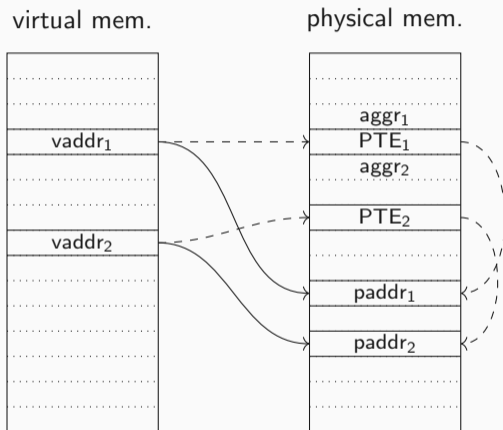 virtual mem.
physical mem.
vaddr₁
vaddr₂
aggr₁
PTE₁
aggr₂
PTE₂
paddr₁
paddr₂